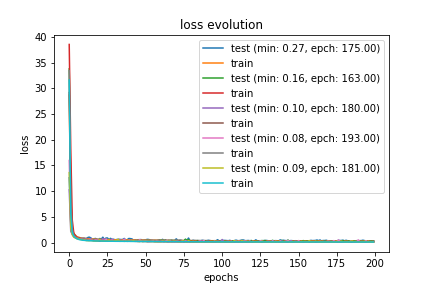 loss evolution
40
35
30
25
20
15
10
5
0
loss
test (min: 0.27, epch: 175.00)
train
test (min: 0.16, epch: 163.00)
train
test (min: 0.10, epch: 180.00)
train
test (min: 0.08, epch: 193.00)
train
test (min: 0.09, epch: 181.00)
train
0 25 50 75 100 125 150 175 200
epochs